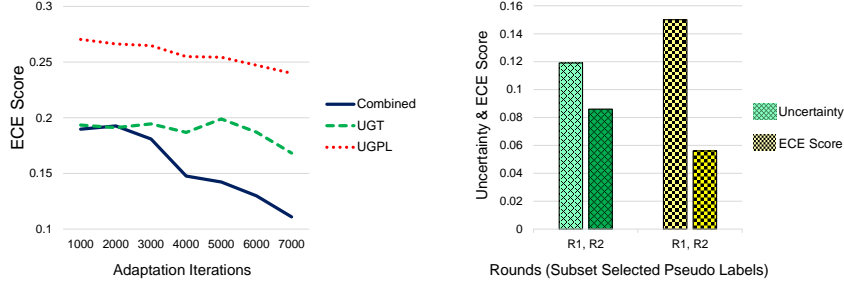 0.3
0.25
0.2
0.15
0.1
ECE Score
1000 2000 3000 4000 5000 6000 7000
Adaptation Iterations
Combined
UGT
UGPL
0.16
0.14
0.12
0.1
0.08
0.06
0.04
0.02
0
Uncertainty & ECE Score
R1, R2 R1, R2
Rounds (Subset Selected Pseudo Labels)
Uncertainty
ECE Score